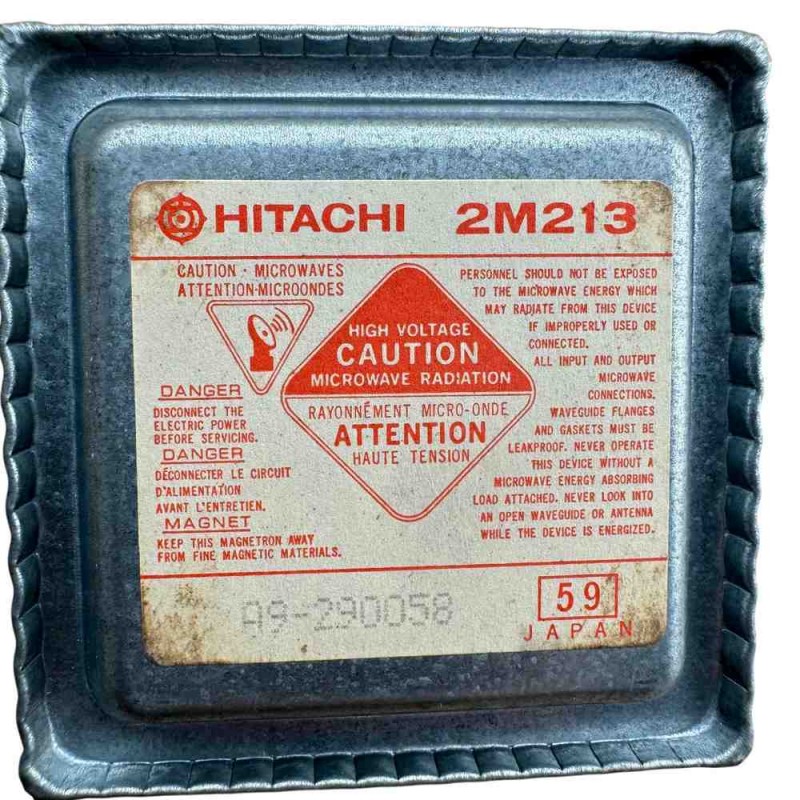 HITACHI 2M213
CAUTION · MICROWAVES
ATTENTION·MICROONDES
DANGER
DISCONNECT THE
ELECTRIC POWER
BEFORE SERVICING.
DANGER
DÉCONNECTER LE CIRCUIT
D'ALIMENTATION
AVANT L'ENTRETIEN.
MAGNET
KEEP THIS MAGNETRON AWAY
FROM FINE MAGNETIC MATERIALS.
HIGH VOLTAGE
CAUTION
MICROWAVE RADIATION
RAYONNÉMENT MICRO-ONDE
ATTENTION
HAUTE TENSION
PERSONNEL SHOULD NOT BE EXPOSED
TO THE MICROWAVE ENERGY WHICH
MAY RADIATE FROM THIS DEVICE
IF IMPROPERLY USED OR
CONNECTED.
ALL INPUT AND OUTPUT
MICROWAVE
CONNECTIONS.
WAVEGUIDE FLANGES
AND GASKETS MUST BE
LEAKPROOF. NEVER OPERATE
THIS DEVICE WITHOUT A
MICROWAVE ENERGY ABSORBING
LOAD ATTACHED. NEVER LOOK INTO
AN OPEN WAVEGUIDE OR ANTENNA
WHILE THE DEVICE IS ENERGIZED.
A9-290058
59
JAPAN